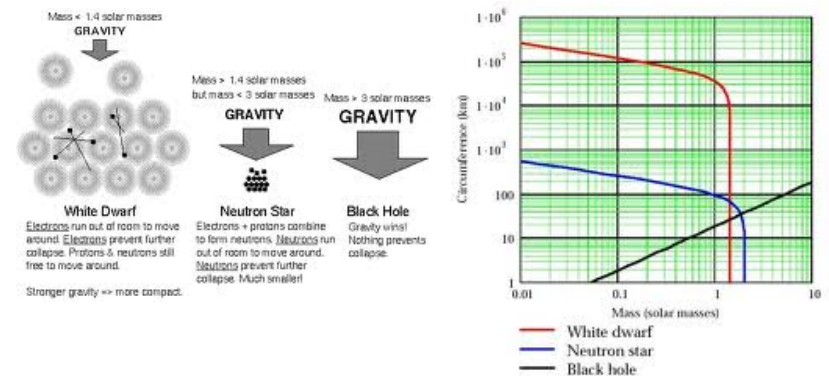 Mass < 1.4 solar masses
GRAVITY
White Dwarf
Electrons run out of room to move
around. Electrons prevent further
collapse. Protons & neutrons still
free to move around.
Stronger gravity => more compact.
Mass > 1.4 solar masses
but mass < 3 solar masses
GRAVITY
Neutron Star
Electrons + protons combine
to form neutrons. Neutrons run
out of room to move around.
Neutrons prevent further
collapse. Much smaller!
Mass > 3 solar masses
GRAVITY
Black Hole
Gravity wins!
Nothing prevents
collapse.
Circumference (km)
1·10⁶
1·10⁵
1·10⁴
1·10³
100
10
1
0.01
0.1
1
10
Mass (solar masses)
White dwarf
Neutron star
Black hole